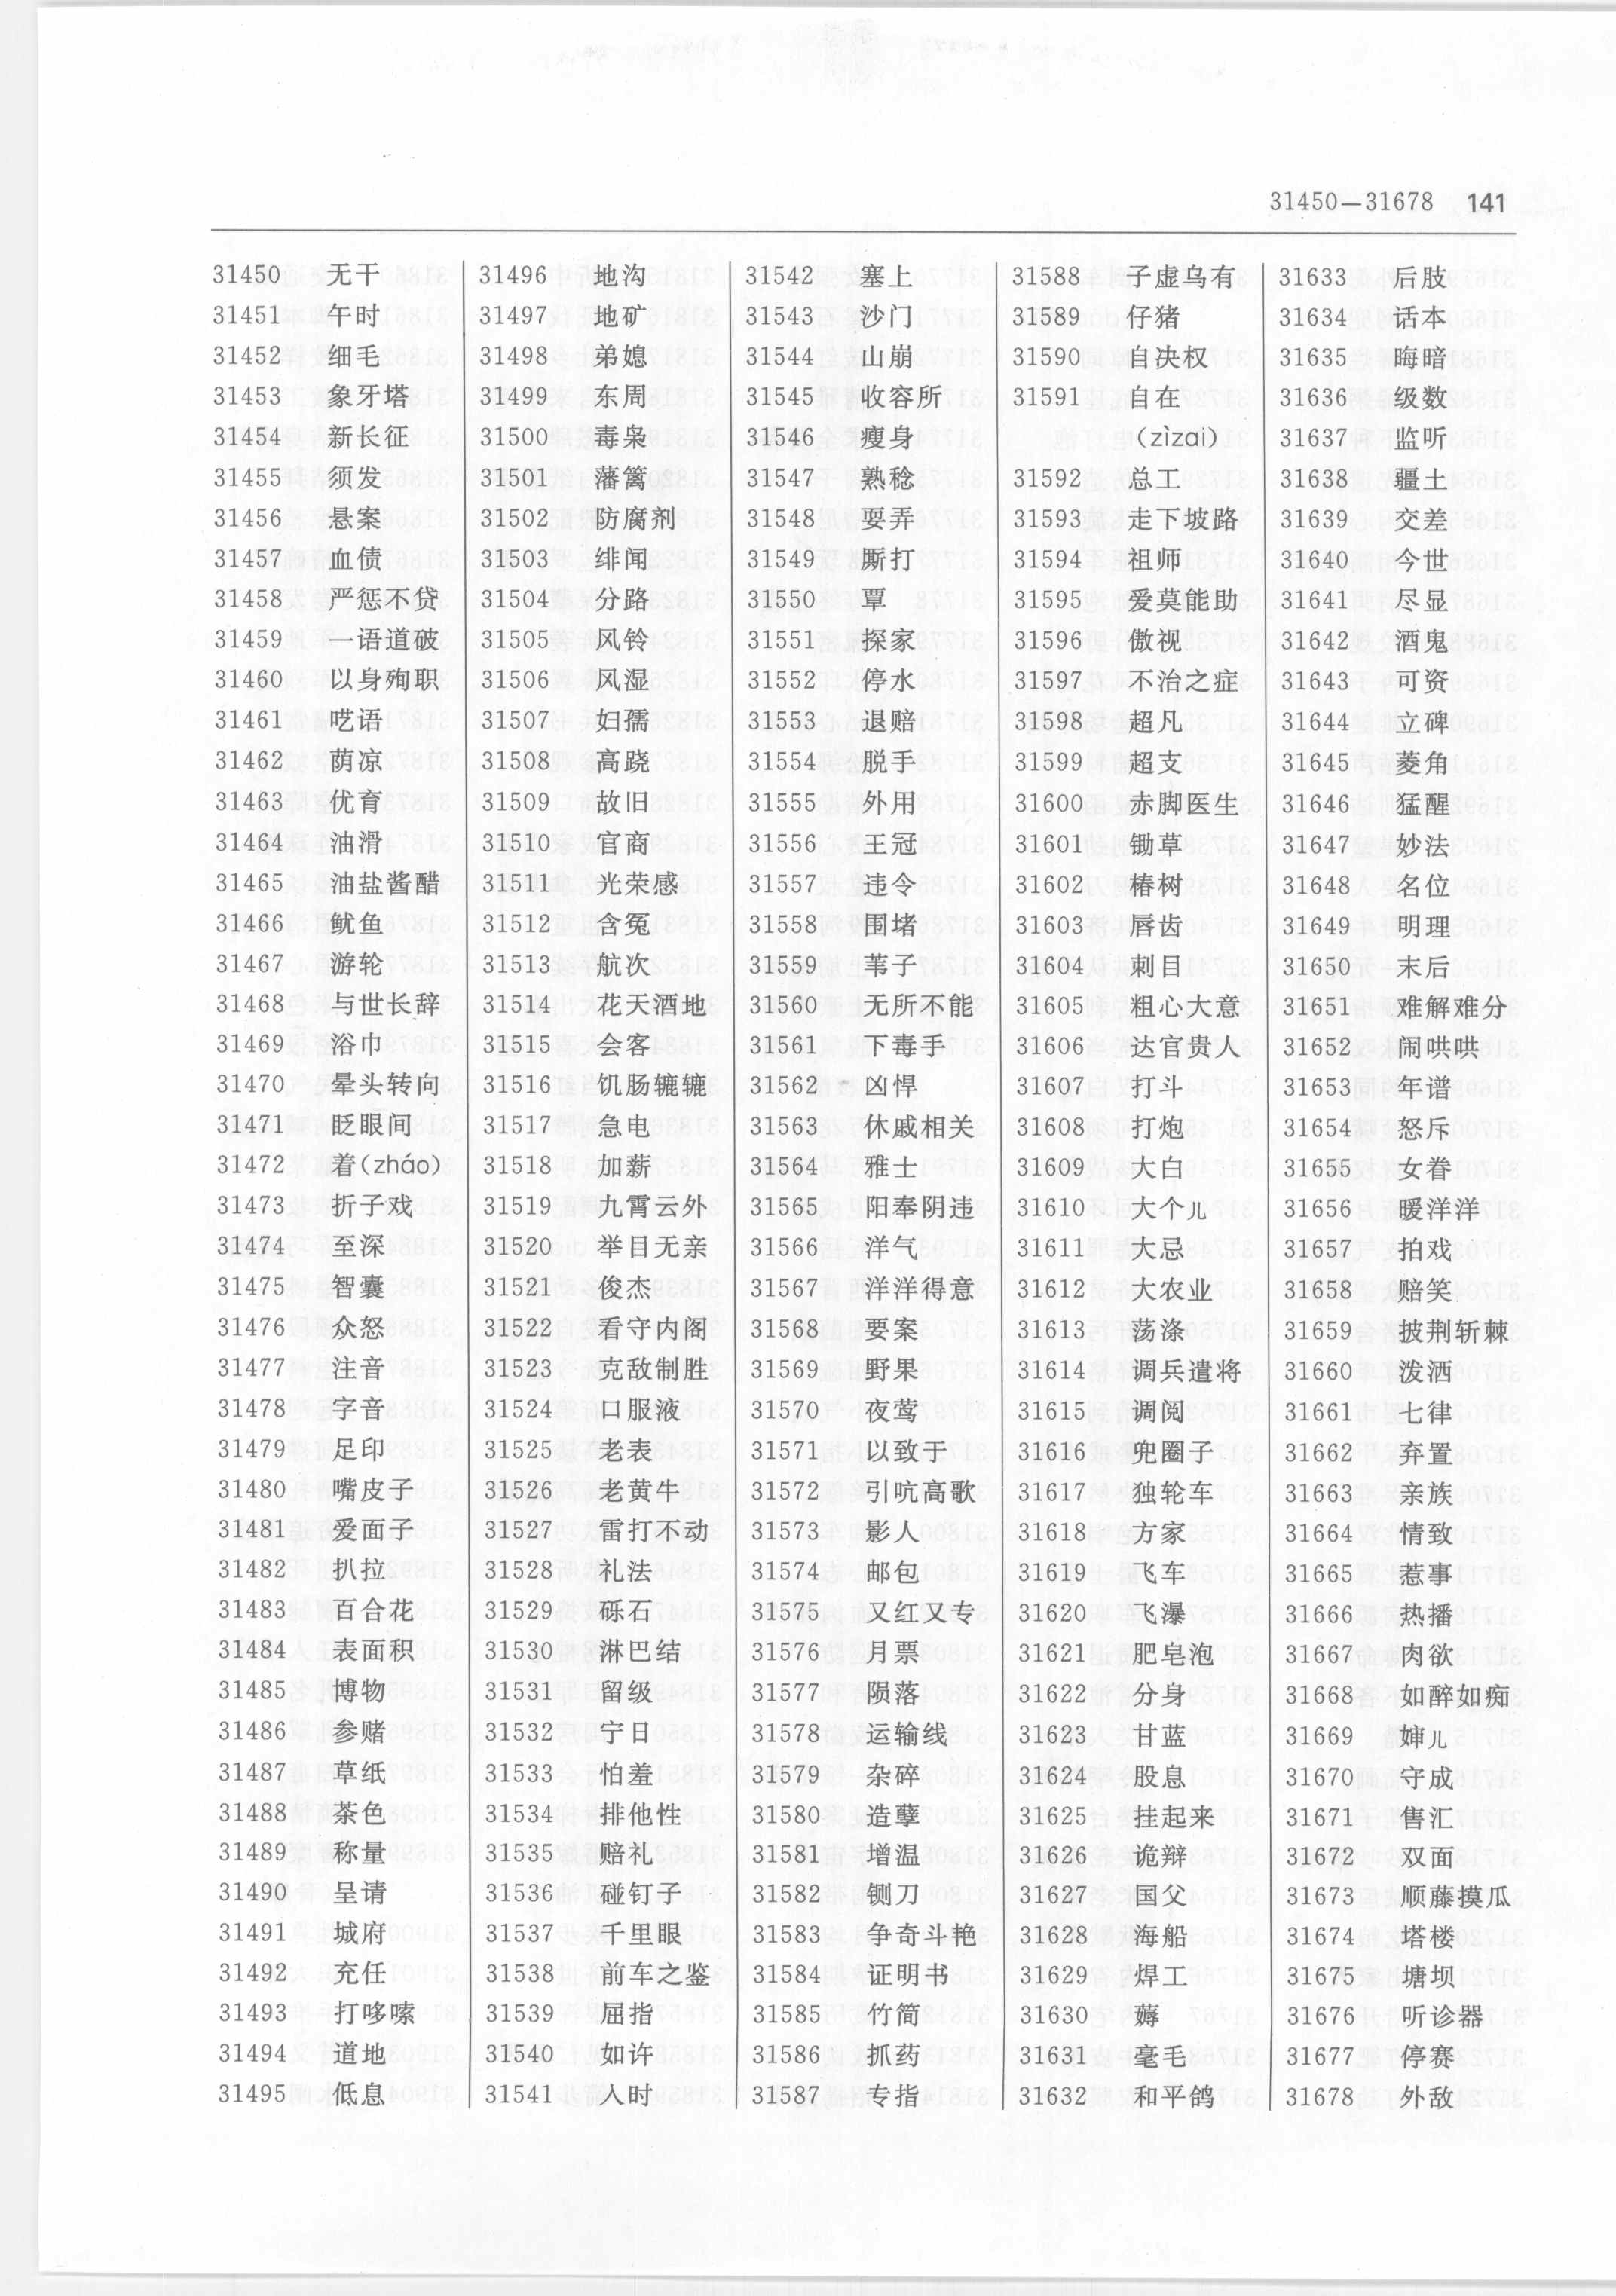 31450—31678 141
31450 无干
31451 午时
31452 细毛
31453 象牙塔
31454 新长征
31455 须发
31456 悬案
31457 血债
31458 严惩不贷
31459 一语道破
31460 以身殉职
31461 呓语
31462 荫凉
31463 优育
31464 油滑
31465 油盐酱醋
31466 鱿鱼
31467 游轮
31468 与世长辞
31469 浴巾
31470 晕头转向
31471 眨眼间
31472 着(zháo)
31473 折子戏
31474 至深
31475 智囊
31476 众怒
31477 注音
31478 字音
31479 足印
31480 嘴皮子
31481 爱面子
31482 扒拉
31483 百合花
31484 表面积
31485 博物
31486 参赌
31487 草纸
31488 茶色
31489 称量
31490 呈请
31491 城府
31492 充任
31493 打哆嗦
31494 道地
31495 低息
31496 地沟
31497 地矿
31498 弟媳
31499 东周
31500 毒枭
31501 藩篱
31502 防腐剂
31503 绯闻
31504 分路
31505 风铃
31506 风湿
31507 妇孺
31508 高跷
31509 故旧
31510 官商
31511 光荣感
31512 含冤
31513 航次
31514 花天酒地
31515 会客
31516 饥肠辘辘
31517 急电
31518 加薪
31519 九霄云外
31520 举目无亲
31521 俊杰
31522 看守内阁
31523 克敌制胜
31524 口服液
31525 老表
31526 老黄牛
31527 雷打不动
31528 礼法
31529 砾石
31530 淋巴结
31531 留级
31532 宁日
31533 怕羞
31534 排他性
31535 赔礼
31536 碰钉子
31537 千里眼
31538 前车之鉴
31539 屈指
31540 如许
31541 入时
31542 塞上
31543 沙门
31544 山崩
31545 收容所
31546 瘦身
31547 熟稔
31548 耍弄
31549 厮打
31550 覃
31551 探家
31552 停水
31553 退赔
31554 脱手
31555 外用
31556 王冠
31557 违令
31558 围堵
31559 苇子
31560 无所不能
31561 下毒手
31562 凶悍
31563 休戚相关
31564 雅士
31565 阳奉阴违
31566 洋气
31567 洋洋得意
31568 要案
31569 野果
31570 夜莺
31571 以致于
31572 引吭高歌
31573 影人
31574 邮包
31575 又红又专
31576 月票
31577 陨落
31578 运输线
31579 杂碎
31580 造孽
31581 增温
31582 铡刀
31583 争奇斗艳
31584 证明书
31585 竹简
31586 抓药
31587 专指
31588 子虚乌有
31589 仔猪
31590 自决权
31591 自在
(zìzai)
31592 总工
31593 走下坡路
31594 祖师
31595 爱莫能助
31596 傲视
31597 不治之症
31598 超凡
31599 超支
31600 赤脚医生
31601 锄草
31602 椿树
31603 唇齿
31604 刺目
31605 粗心大意
31606 达官贵人
31607 打斗
31608 打炮
31609 大白
31610 大个儿
31611 大忌
31612 大农业
31613 荡涤
31614 调兵遣将
31615 调阅
31616 兜圈子
31617 独轮车
31618 方家
31619 飞车
31620 飞瀑
31621 肥皂泡
31622 分身
31623 甘蓝
31624 股息
31625 挂起来
31626 诡辩
31627 国父
31628 海船
31629 焊工
31630 薅
31631 毫毛
31632 和平鸽
31633 后肢
31634 话本
31635 晦暗
31636 级数
31637 监听
31638 疆土
31639 交差
31640 今世
31641 尽显
31642 酒鬼
31643 可资
31644 立碑
31645 菱角
31646 猛醒
31647 妙法
31648 名位
31649 明理
31650 末后
31651 难解难分
31652 闹哄哄
31653 年谱
31654 怒斥
31655 女眷
31656 暖洋洋
31657 拍戏
31658 赔笑
31659 披荆斩棘
31660 泼洒
31661 七律
31662 弃置
31663 亲族
31664 情致
31665 惹事
31666 热播
31667 肉欲
31668 如醉如痴
31669 婶儿
31670 守成
31671 售汇
31672 双面
31673 顺藤摸瓜
31674 塔楼
31675 塘坝
31676 听诊器
31677 停赛
31678 外敌